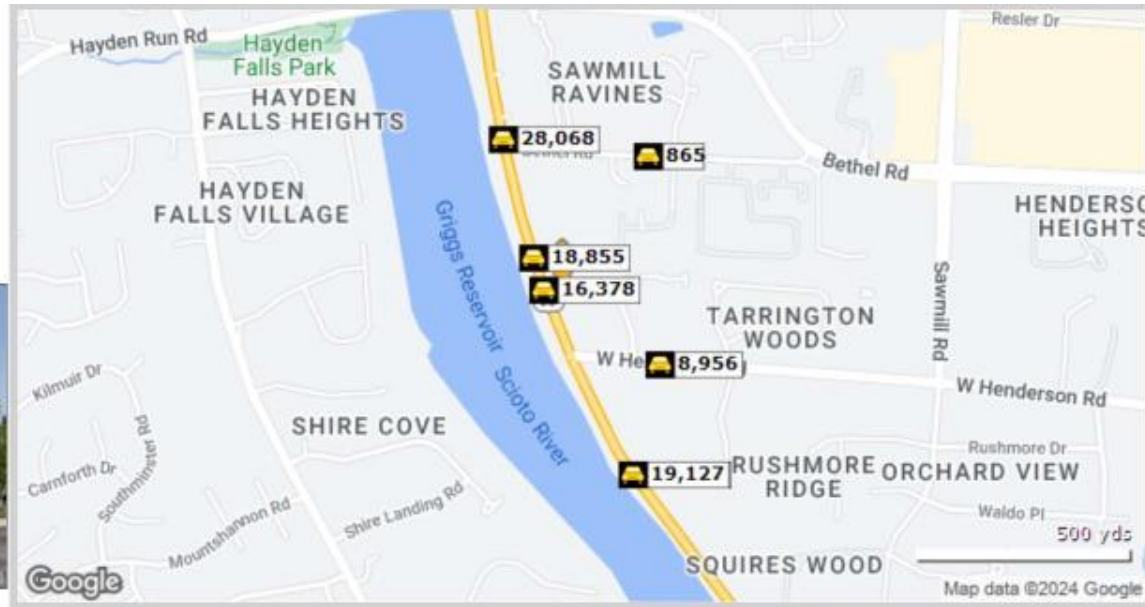 Resler Dr
Hayden Run Rd
Hayden
Falls Park
SAWMILL
RAVINES
HAYDEN
FALLS HEIGHTS
28,068
865
Bethel Rd
HAYDEN
FALLS VILLAGE
HENDERSO
HEIGHTS
Griggs Reservoir
18,855
16,378
Sawmill Rd
TARRINGTON
WOODS
W He
8,956
Scioto River
Kilmuir Dr
W Henderson Rd
SHIRE COVE
Southminster Rd
Rushmore Dr
19,127
RUSHMORE
RIDGE
ORCHARD VIEW
Carnforth Dr
Shire Landing Rd
Mountshannon Rd
Waldo Pl
500 yds
SQUIRES WOOD
Google
Map data ©2024 Google